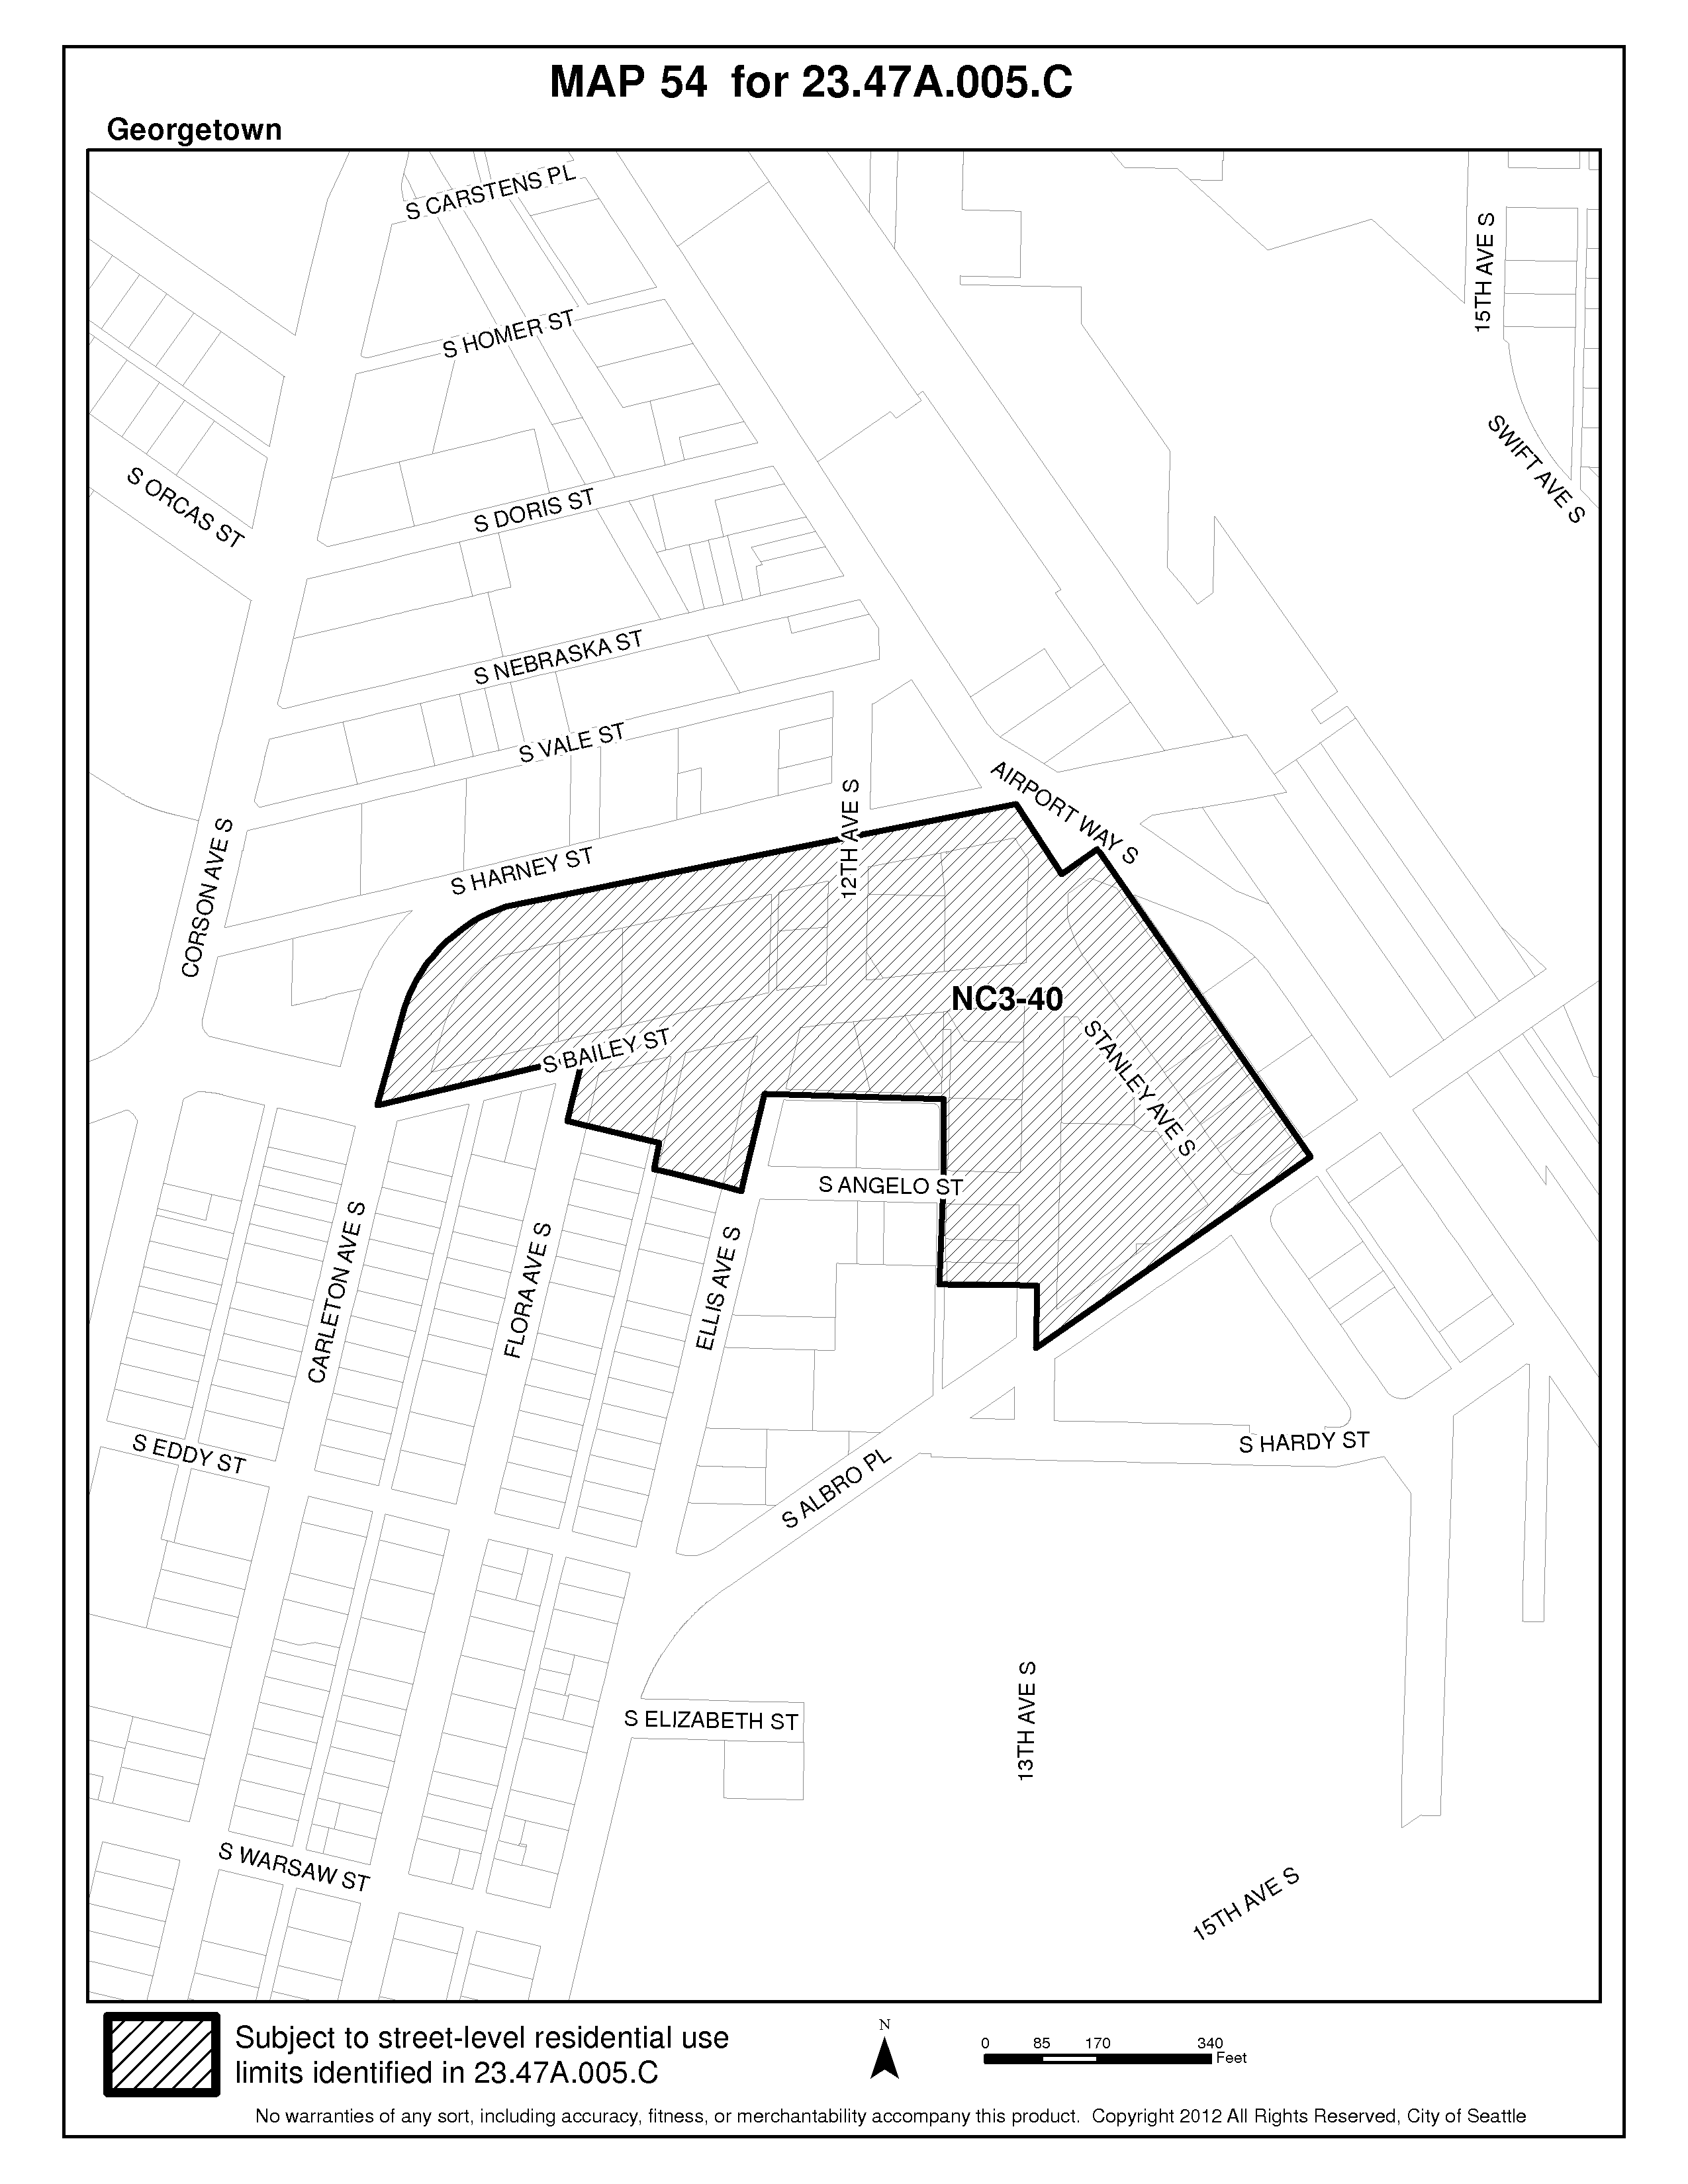 MAP 54 for 23.47A.005.C
Georgetown
S CARSTENS PL
15TH AVE S
S HOMER ST
SWIFT AVE S
S ORCAS ST
S DORIS ST
S NEBRASKA ST
S VALE ST
AIRPORT WAY S
12TH AVE S
CORSON AVE S
S HARNEY ST
NC3-40
S BAILEY ST
STANLEY AVE S
S ANGELO ST
CARLETON AVE S
FLORA AVE S
ELLIS AVE S
S EDDY ST
S HARDY ST
S ALBRO PL
S ELIZABETH ST
13TH AVE S
S WARSAW ST
15TH AVE S
Subject to street-level residential use
limits identified in 23.47A.005.C
N
0 85 170 340
Feet
No warranties of any sort, including accuracy, fitness, or merchantability accompany this product. Copyright 2012 All Rights Reserved, City of Seattle